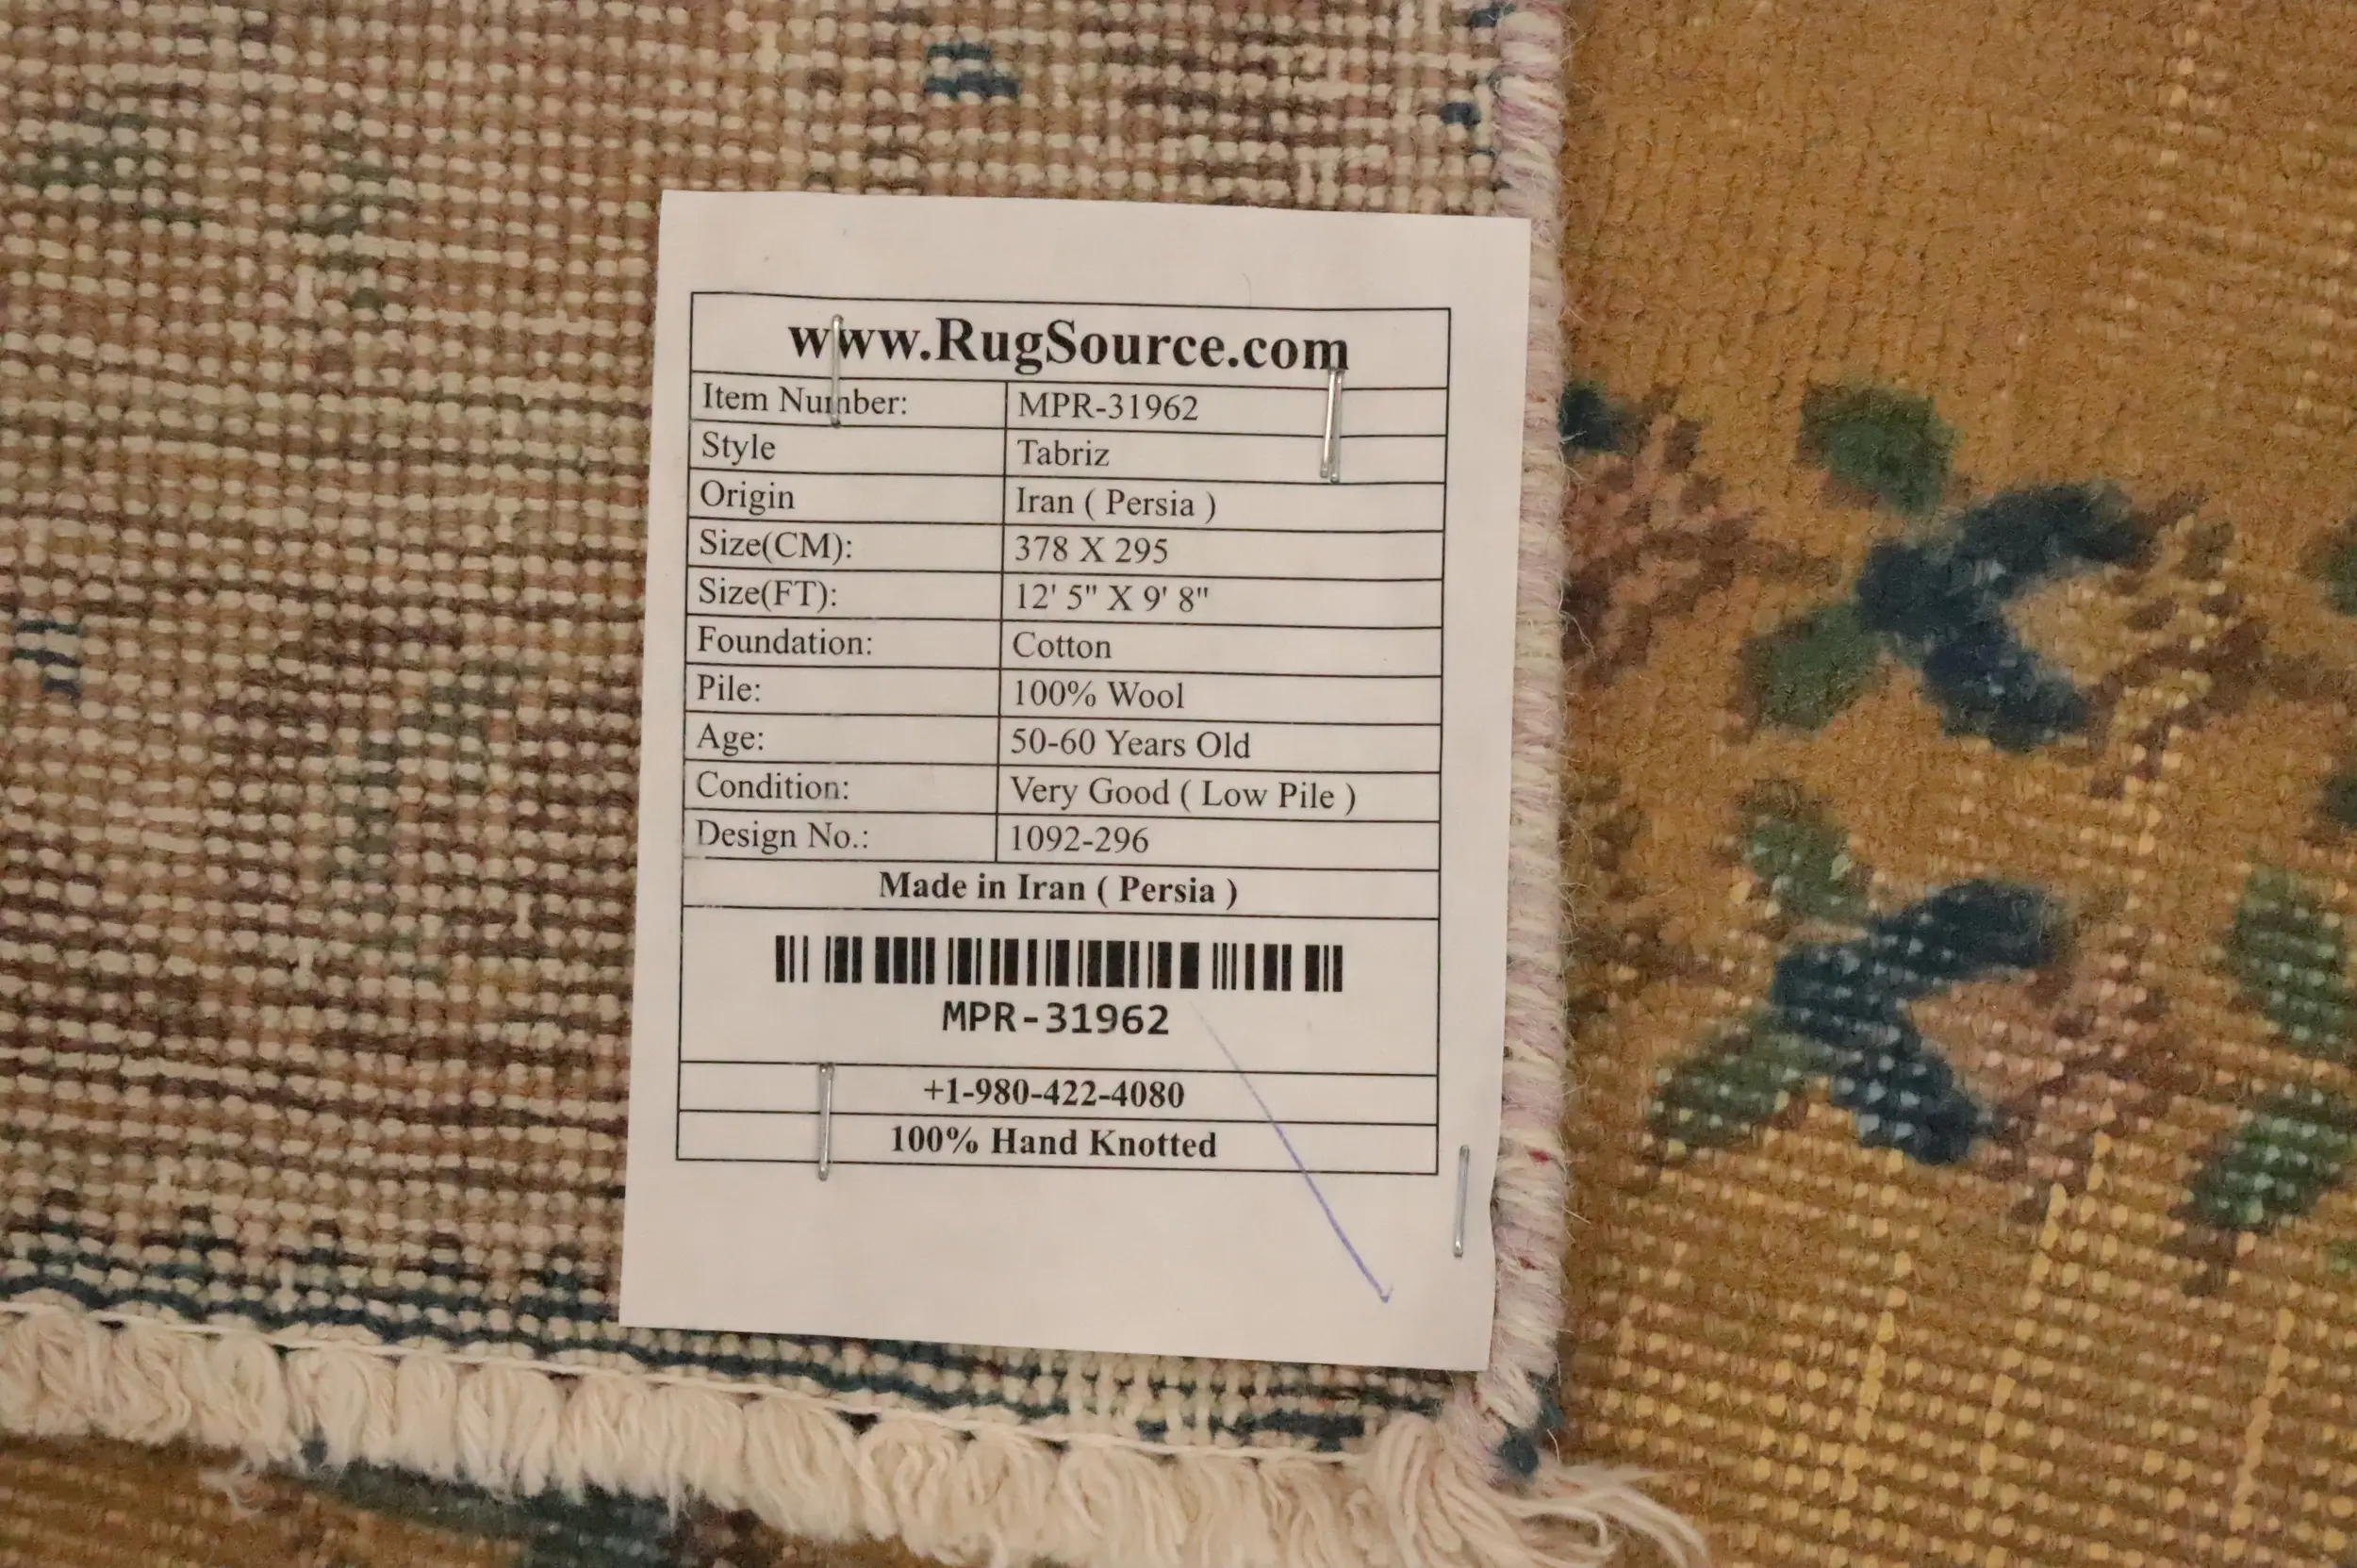 www.RugSource.com
Item Number: MPR-31962
Style Tabriz
Origin Iran ( Persia )
Size(CM): 378 X 295
Size(FT): 12' 5" X 9' 8"
Foundation: Cotton
Pile: 100% Wool
Age: 50-60 Years Old
Condition: Very Good ( Low Pile )
Design No.: 1092-296
Made in Iran ( Persia )
MPR-31962
+1-980-422-4080
100% Hand Knotted